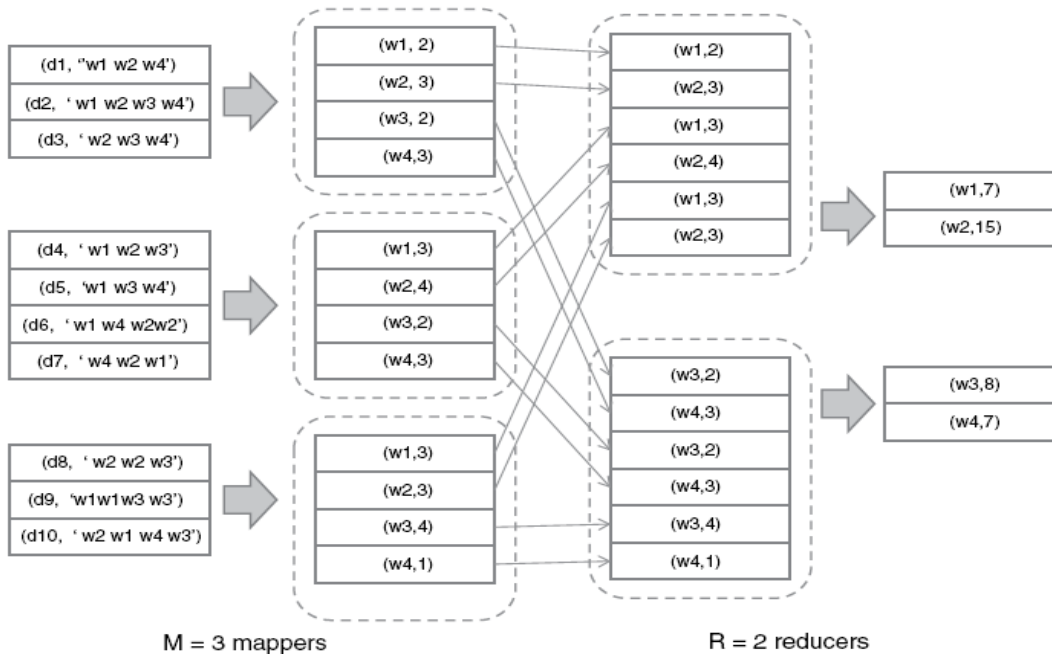 (d1, ‘'w1 w2 w4’)
(d2, ‘ w1 w2 w3 w4’)
(d3, ‘ w2 w3 w4’)
(d4, ‘ w1 w2 w3’)
(d5, ‘w1 w3 w4’)
(d6, ‘ w1 w4 w2w2’)
(d7, ‘ w4 w2 w1’)
(d8, ‘ w2 w2 w3’)
(d9, ‘w1w1w3 w3’)
(d10, ‘ w2 w1 w4 w3’)
(w1, 2)
(w2, 3)
(w3, 2)
(w4,3)
(w1,3)
(w2,4)
(w3,2)
(w4,3)
(w1,3)
(w2,3)
(w3,4)
(w4,1)
M = 3 mappers
(w1,2)
(w2,3)
(w1,3)
(w2,4)
(w1,3)
(w2,3)
(w3,2)
(w4,3)
(w3,2)
(w4,3)
(w3,4)
(w4,1)
R = 2 reducers
(w1,7)
(w2,15)
(w3,8)
(w4,7)